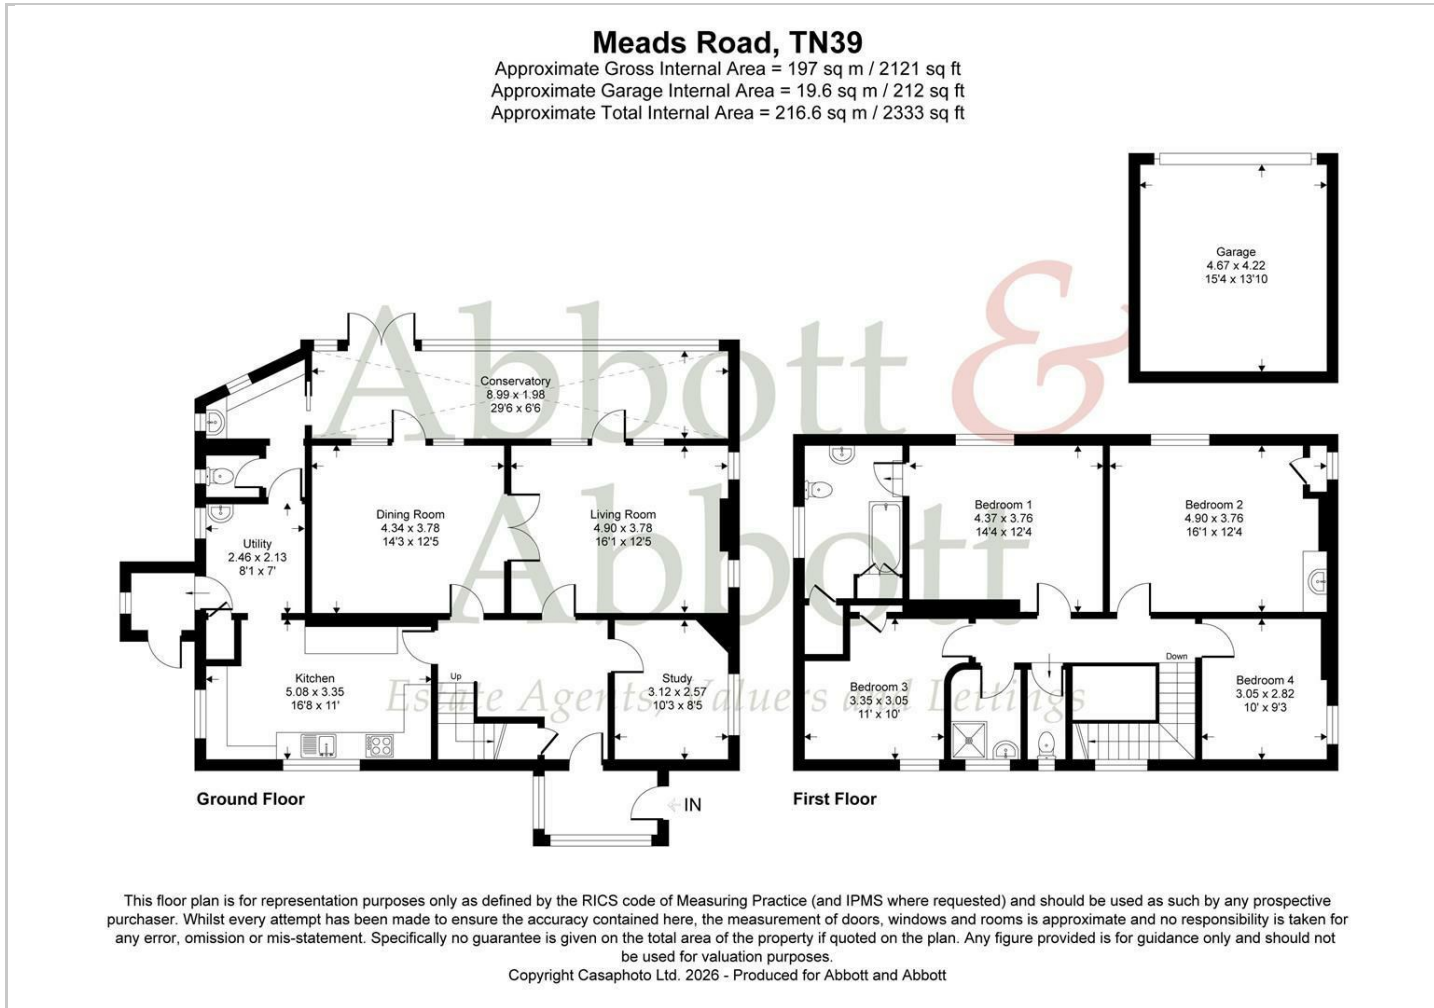 Meads Road, TN39
Approximate Gross Internal Area = 197 sq m / 2121 sq ft
Approximate Garage Internal Area = 19.6 sq m / 212 sq ft
Approximate Total Internal Area = 216.6 sq m / 2333 sq ft
Garage
4.67 x 4.22
15'4 x 13'10
Abbott &
Abbott
Estate Agents, Valuers and Lettings
Conservatory
8.99 x 1.98
29'6 x 6'6
Dining Room
4.34 x 3.78
14'3 x 12'5
Living Room
4.90 x 3.78
16'1 x 12'5
Utility
2.46 x 2.13
8'1 x 7'
Kitchen
5.08 x 3.35
16'8 x 11'
Up
Study
3.12 x 2.57
10'3 x 8'5
IN
Ground Floor
Bedroom 1
4.37 x 3.76
14'4 x 12'4
Bedroom 2
4.90 x 3.76
16'1 x 12'4
Bedroom 3
3.35 x 3.05
11' x 10'
Down
Bedroom 4
3.05 x 2.82
10' x 9'3
First Floor
This floor plan is for representation purposes only as defined by the RICS code of Measuring Practice (and IPMS where requested) and should be used as such by any prospective
purchaser. Whilst every attempt has been made to ensure the accuracy contained here, the measurement of doors, windows and rooms is approximate and no responsibility is taken for
any error, omission or mis-statement. Specifically no guarantee is given on the total area of the property if quoted on the plan. Any figure provided is for guidance only and should not
be used for valuation purposes.
Copyright Casaphoto Ltd. 2026 - Produced for Abbott and Abbott